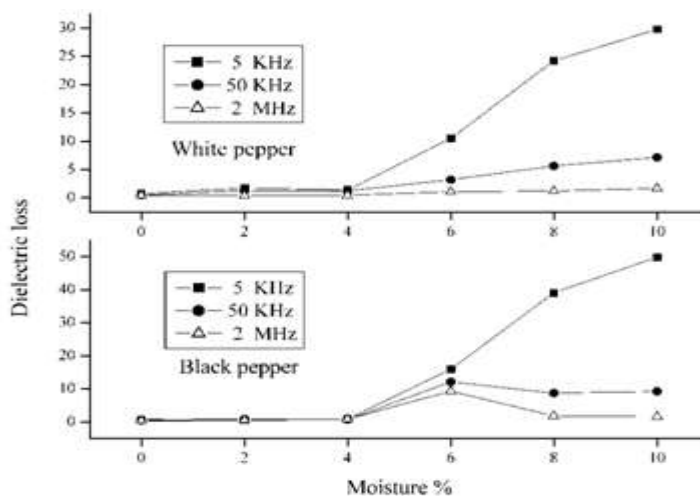 30
25
20
15
10
5
0
5 KHz
50 KHz
2 MHz
White pepper
0 2 4 6 8 10
Dielectric loss
50
40
30
20
10
0
5 KHz
50 KHz
2 MHz
Black pepper
0 2 4 6 8 10
Moisture %